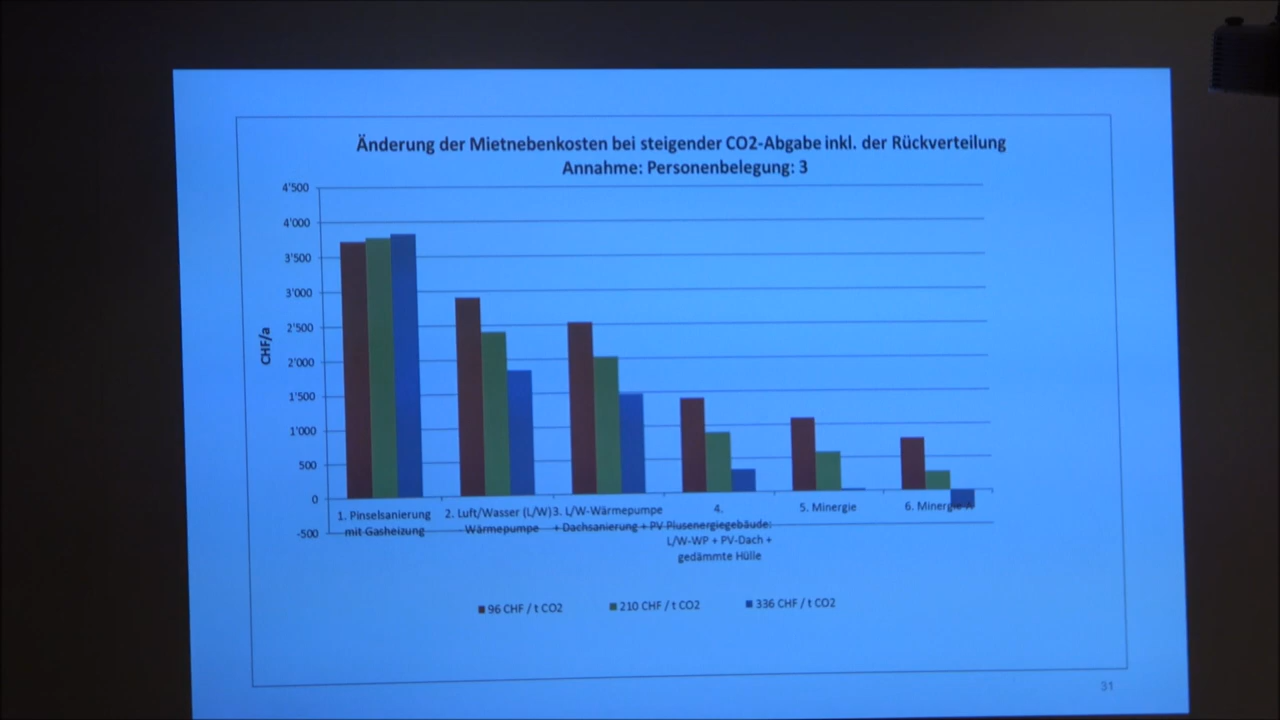 Änderung der Mietnebenkosten bei steigender CO2-Abgabe inkl. der Rückverteilung
Annahme: Personenbelegung: 3
CHF/a
4'500
4'000
3'500
3'000
2'500
2'000
1'500
1'000
500
0
-500
1. Pinselsanierung
mit Gasheizung
2. Luft/Wasser (L/W)
Wärmepumpe
3. L/W-Wärmepumpe
+ Dachsanierung + PV
4.
Plusenergiegebäude:
L/W-WP + PV-Dach +
gedämmte Hülle
5. Minergie
6. Minergie-A
96 CHF / t CO2
210 CHF / t CO2
336 CHF / t CO2
31